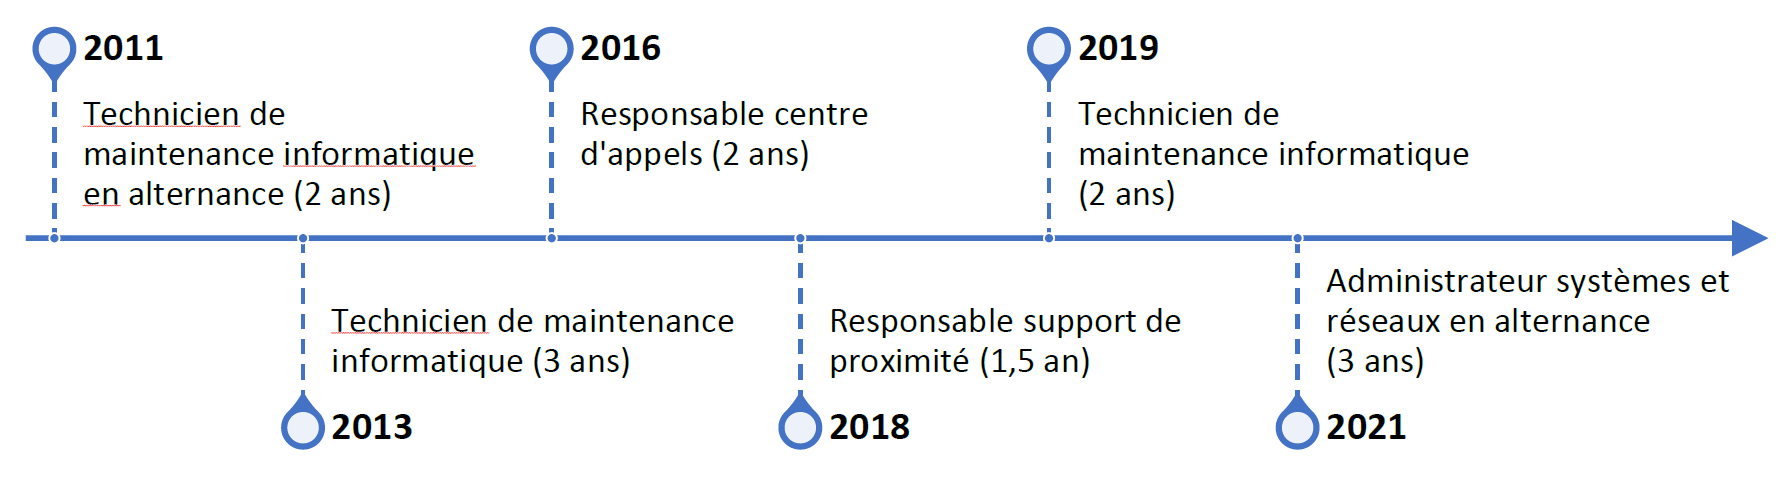 2011
Technicien de
maintenance informatique
en alternance (2 ans)
2016
Responsable centre
d'appels (2 ans)
2019
Technicien de
maintenance informatique
(2 ans)
Technicien de maintenance
informatique (3 ans)
2013
Responsable support de
proximité (1,5 an)
2018
Administrateur systèmes et
réseaux en alternance
(3 ans)
2021